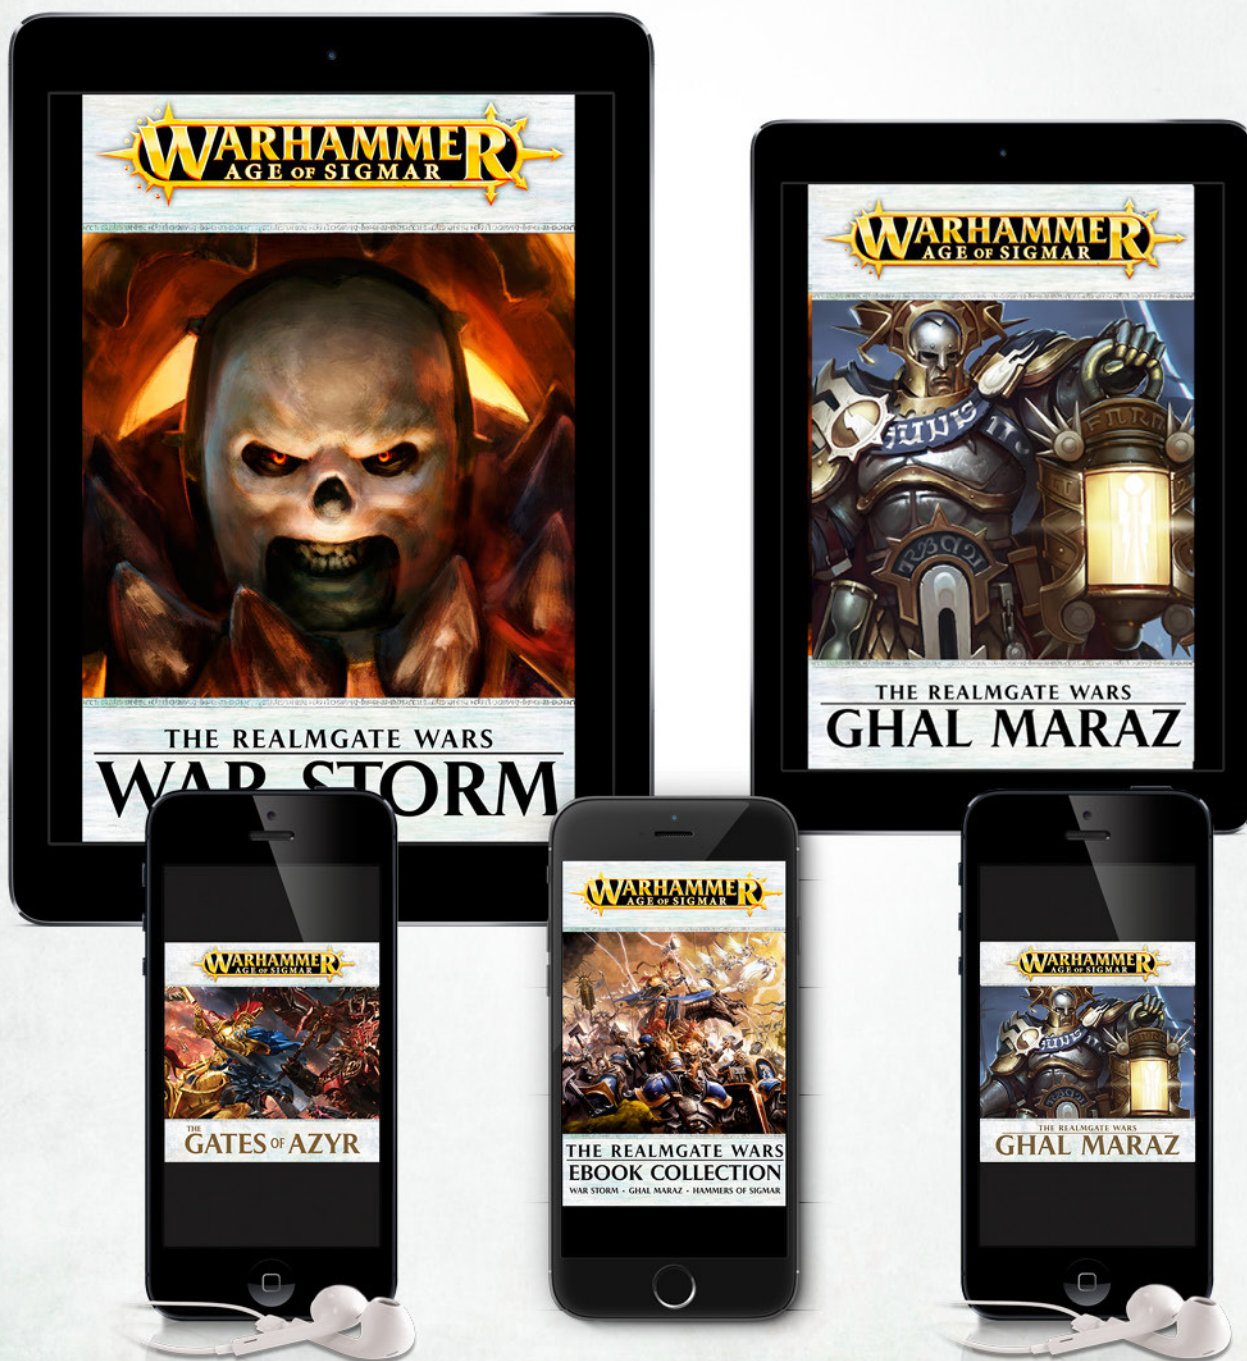 WARHAMMER
AGE OF SIGMAR
THE REALMGATE WARS
WAR STORM
WARHAMMER
AGE OF SIGMAR
THE REALMGATE WARS
GHAL MARAZ
WARHAMMER
AGE OF SIGMAR
THE
GATES OF AZYR
WARHAMMER
AGE OF SIGMAR
THE REALMGATE WARS
EBOOK COLLECTION
WAR STORM • GHAL MARAZ • HAMMERS OF SIGMAR
WARHAMMER
AGE OF SIGMAR
THE REALMGATE WARS
GHAL MARAZ